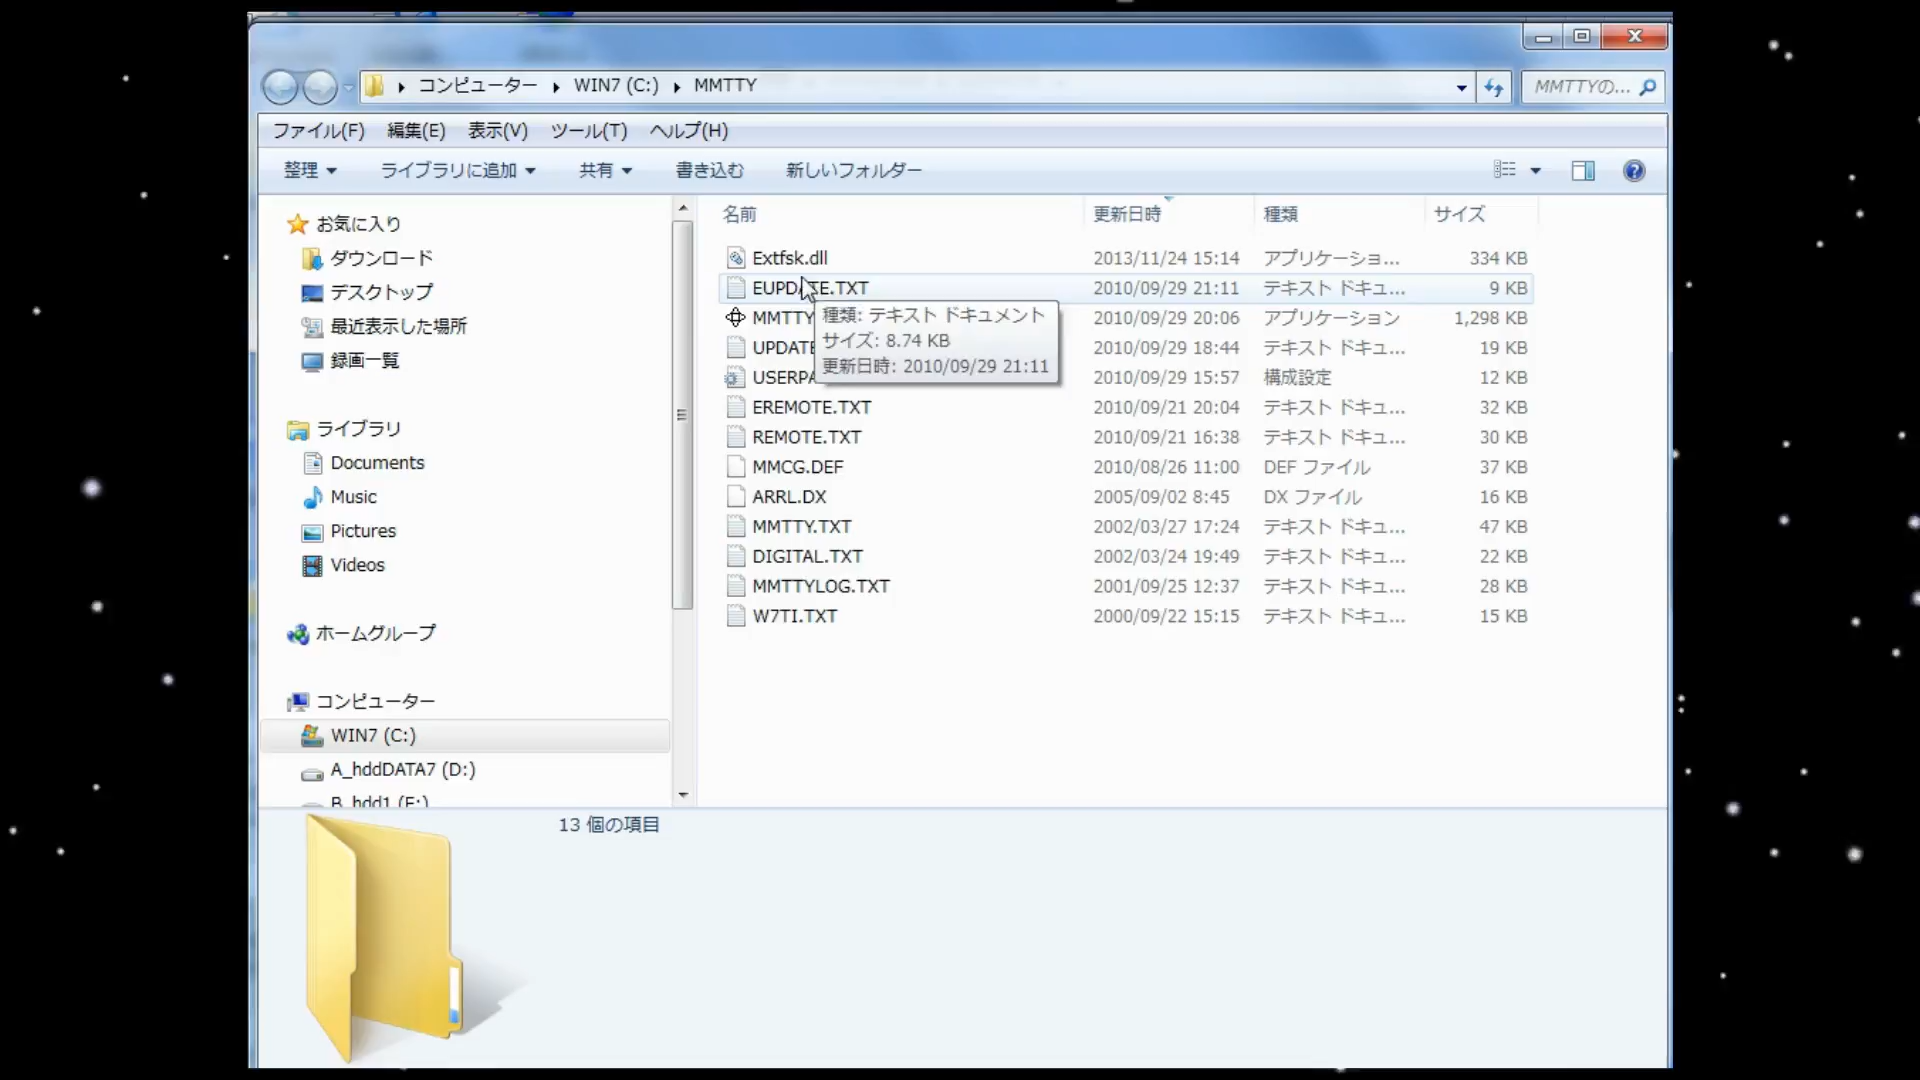 コンピューター ▸ WIN7 (C:) ▸ MMTTY
MMTTYの...
ファイル(F) 編集(E) 表示(V) ツール(T) ヘルプ(H)
整理 ライブラリに追加 共有 書き込む 新しいフォルダー
お気に入り
ダウンロード
デスクトップ
最近表示した場所
録画一覧
ライブラリ
Documents
Music
Pictures
Videos
ホームグループ
コンピューター
WIN7 (C:)
A_hddDATA7 (D:)
B_hdd1 (E:)
名前 更新日時 種類 サイズ
Extfsk.dll 2013/11/24 15:14 アプリケーショ... 334 KB
EUPDATE.TXT 2010/09/29 21:11 テキスト ドキュ... 9 KB
MMTTY 2010/09/29 20:06 アプリケーション 1,298 KB
UPDATE 2010/09/29 18:44 テキスト ドキュ... 19 KB
USERPA 2010/09/29 15:57 構成設定 12 KB
EREMOTE.TXT 2010/09/21 20:04 テキスト ドキュ... 32 KB
REMOTE.TXT 2010/09/21 16:38 テキスト ドキュ... 30 KB
MMCG.DEF 2010/08/26 11:00 DEF ファイル 37 KB
ARRL.DX 2005/09/02 8:45 DX ファイル 16 KB
MMTTY.TXT 2002/03/27 17:24 テキスト ドキュ... 47 KB
DIGITAL.TXT 2002/03/24 19:49 テキスト ドキュ... 22 KB
MMTTYLOG.TXT 2001/09/25 12:37 テキスト ドキュ... 28 KB
W7TI.TXT 2000/09/22 15:15 テキスト ドキュ... 15 KB
種類: テキスト ドキュメント
サイズ: 8.74 KB
更新日時: 2010/09/29 21:11
13 個の項目